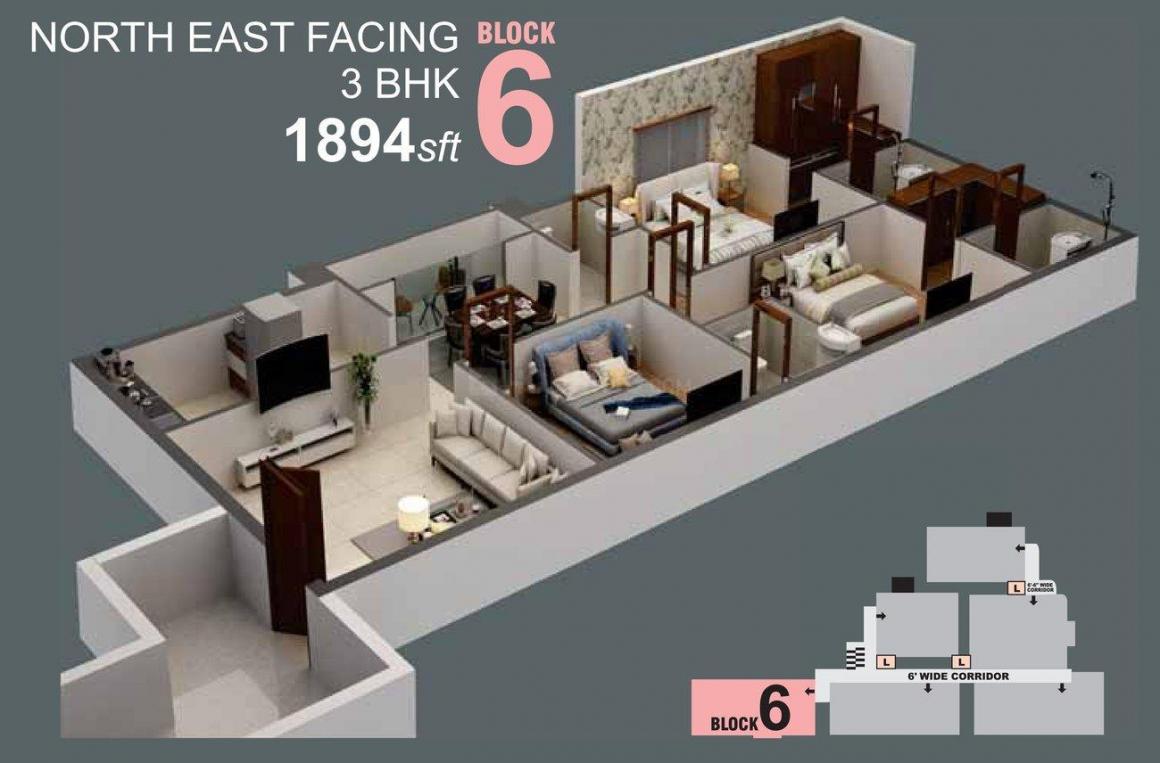 NORTH EAST FACING
3 BHK
1894sft
BLOCK
6
L
6'-6" WIDE
CORRIDOR
L
L
6' WIDE CORRIDOR
BLOCK6